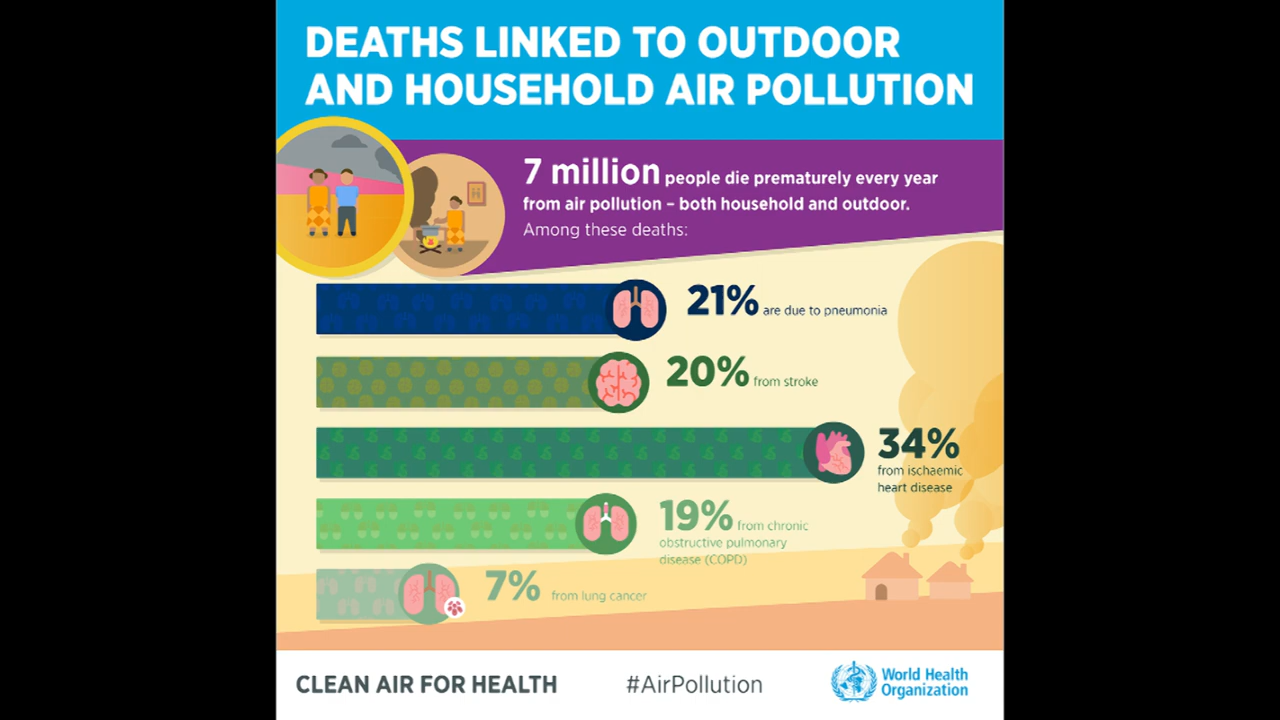 DEATHS LINKED TO OUTDOOR
AND HOUSEHOLD AIR POLLUTION
7 million people die prematurely every year
from air pollution – both household and outdoor.
Among these deaths:
21% are due to pneumonia
20% from stroke
34%
from ischaemic
heart disease
19% from chronic
obstructive pulmonary
disease (COPD)
7% from lung cancer
CLEAN AIR FOR HEALTH
#AirPollution
World Health
Organization